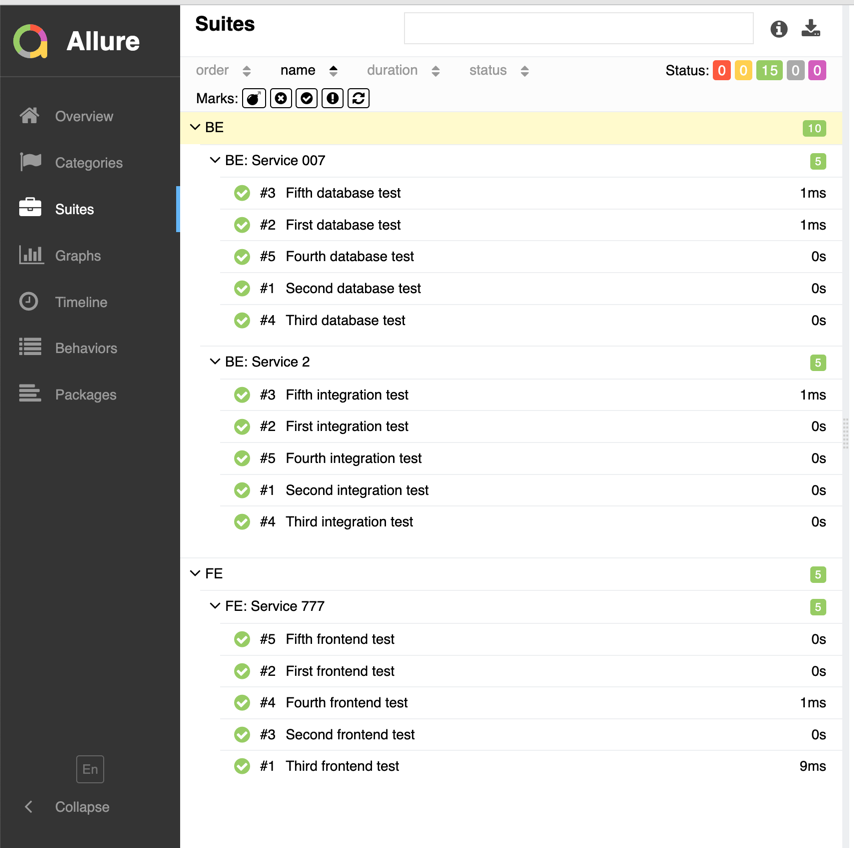 Allure
Overview
Categories
Suites
Graphs
Timeline
Behaviors
Packages
En
Collapse
Suites
order name duration status Status: 0 0 15 0 0
Marks:
BE 10
BE: Service 007 5
#3 Fifth database test 1ms
#2 First database test 1ms
#5 Fourth database test 0s
#1 Second database test 0s
#4 Third database test 0s
BE: Service 2 5
#3 Fifth integration test 1ms
#2 First integration test 0s
#5 Fourth integration test 0s
#1 Second integration test 0s
#4 Third integration test 0s
FE 5
FE: Service 777 5
#5 Fifth frontend test 0s
#2 First frontend test 0s
#4 Fourth frontend test 1ms
#3 Second frontend test 0s
#1 Third frontend test 9ms